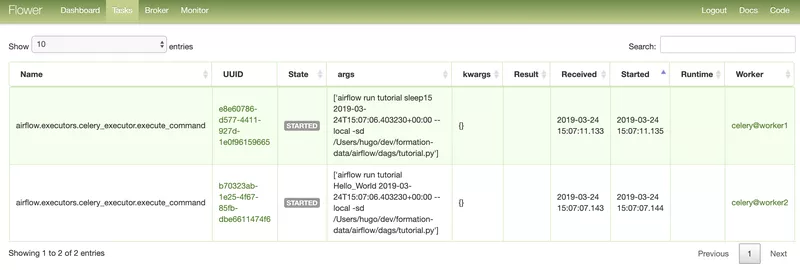 Flower Dashboard Tasks Broker Monitor Logout Docs Code
Show 10 entries Search:
Name UUID State args kwargs Result Received Started Runtime Worker
airflow.executors.celery_executor.execute_command
e8e60786-
d577-4411-
927d-
1e0f96159665
STARTED
['airflow run tutorial sleep15
2019-03-
24T15:07:06.403230+00:00 --
local -sd
/Users/hugo/dev/formation-
data/airflow/dags/tutorial.py']
{}
2019-03-24
15:07:11.133
2019-03-24
15:07:11.135
celery@worker1
airflow.executors.celery_executor.execute_command
b70323ab-
1e25-4f67-
85fb-
dbe6611474f6
STARTED
['airflow run tutorial
Hello_World 2019-03-
24T15:07:06.403230+00:00 --
local -sd
/Users/hugo/dev/formation-
data/airflow/dags/tutorial.py']
{}
2019-03-24
15:07:07.143
2019-03-24
15:07:07.144
celery@worker2
Showing 1 to 2 of 2 entries Previous 1 Next